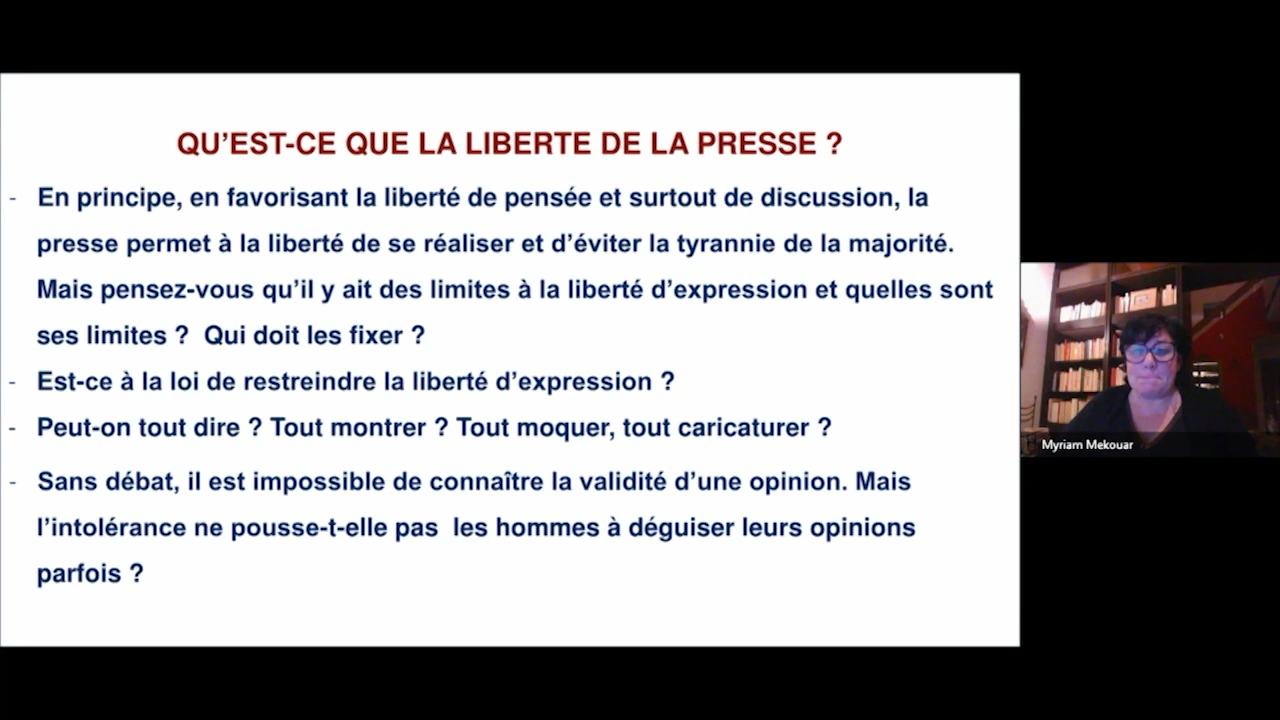 QU’EST-CE QUE LA LIBERTE DE LA PRESSE ?
- En principe, en favorisant la liberté de pensée et surtout de discussion, la
presse permet à la liberté de se réaliser et d’éviter la tyrannie de la majorité.
Mais pensez-vous qu’il y ait des limites à la liberté d’expression et quelles sont
ses limites ?  Qui doit les fixer ?
- Est-ce à la loi de restreindre la liberté d’expression ?
- Peut-on tout dire ? Tout montrer ? Tout moquer, tout caricaturer ?
- Sans débat, il est impossible de connaître la validité d’une opinion. Mais
l’intolérance ne pousse-t-elle pas  les hommes à déguiser leurs opinions
parfois ?
Myriam Mekouar